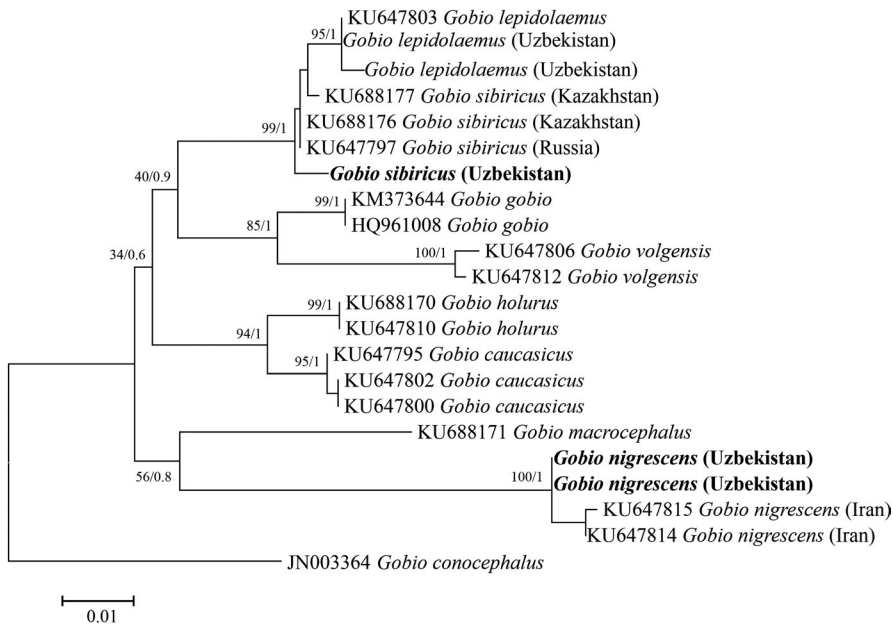 KU647803 Gobio lepidolaemus
95/1
Gobio lepidolaemus (Uzbekistan)
Gobio lepidolaemus (Uzbekistan)
KU688177 Gobio sibiricus (Kazakhstan)
KU688176 Gobio sibiricus (Kazakhstan)
99/1
KU647797 Gobio sibiricus (Russia)
Gobio sibiricus (Uzbekistan)
40/0.9
KM373644 Gobio gobio
99/1
HQ961008 Gobio gobio
85/1
KU647806 Gobio volgensis
100/1
KU647812 Gobio volgensis
34/0.6
KU688170 Gobio holurus
99/1
KU647810 Gobio holurus
94/1
KU647795 Gobio caucasicus
95/1
KU647802 Gobio caucasicus
KU647800 Gobio caucasicus
KU688171 Gobio macrocephalus
Gobio nigrescens (Uzbekistan)
56/0.8
100/1
Gobio nigrescens (Uzbekistan)
KU647815 Gobio nigrescens (Iran)
KU647814 Gobio nigrescens (Iran)
JN003364 Gobio conocephalus
0.01